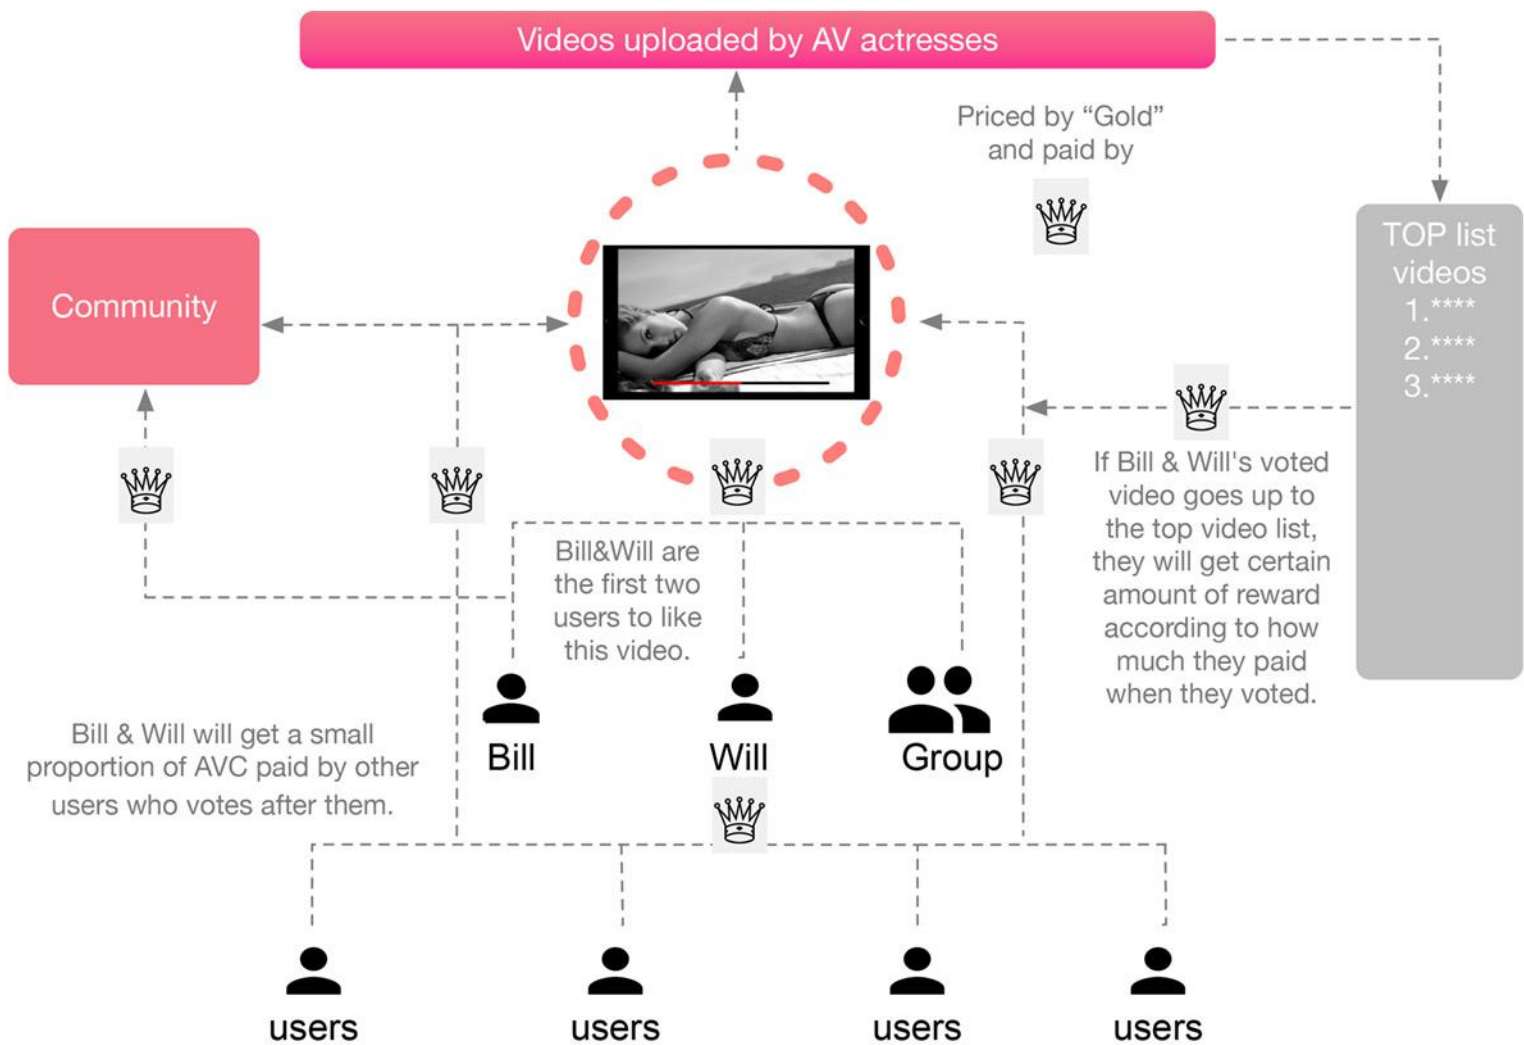 Videos uploaded by AV actresses
Priced by “Gold”
and paid by
TOP list
videos
1.****
2.****
3.****
Community
If Bill & Will's voted
video goes up to
the top video list,
they will get certain
amount of reward
according to how
much they paid
when they voted.
Bill&Will are
the first two
users to like
this video.
Bill
Will
Group
Bill & Will will get a small
proportion of AVC paid by other
users who votes after them.
users
users
users
users